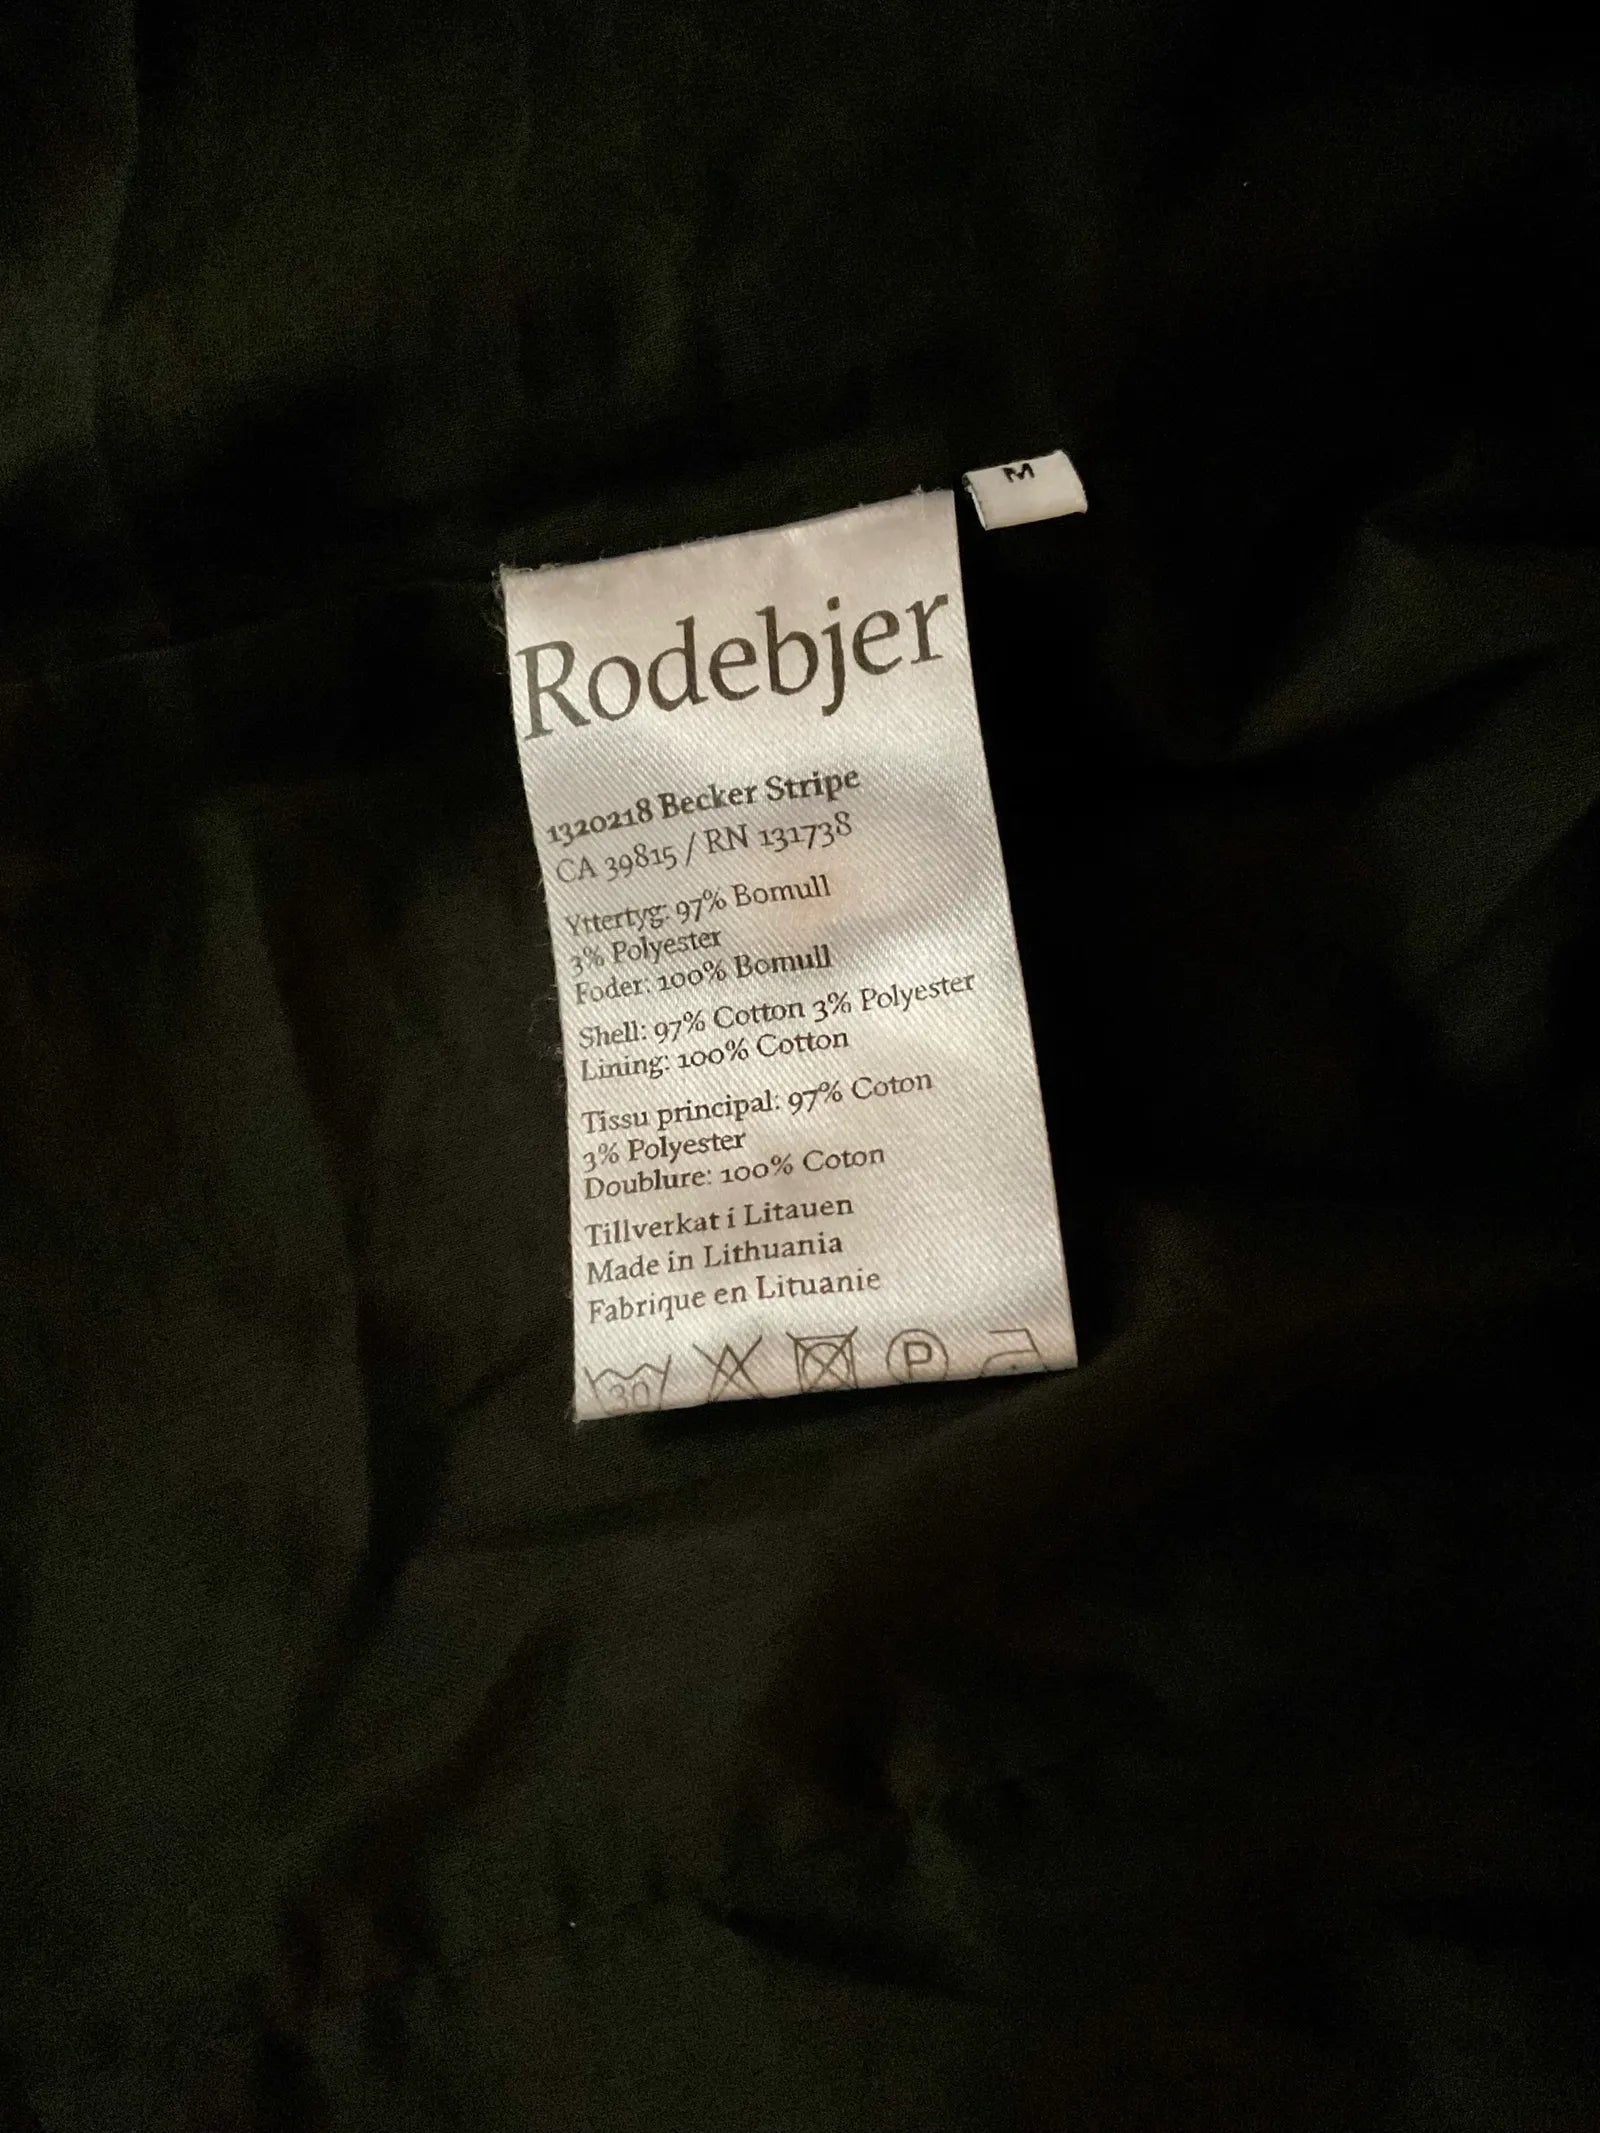 M
Rodebjer
1320218 Becker Stripe
CA 39815 / RN 131738
Yttertyg: 97% Bomull
3% Polyester
Foder: 100% Bomull
Shell: 97% Cotton 3% Polyester
Lining: 100% Cotton
Tissu principal: 97% Coton
3% Polyester
Doublure: 100% Coton
Tillverkat i Litauen
Made in Lithuania
Fabrique en Lituanie
30 P